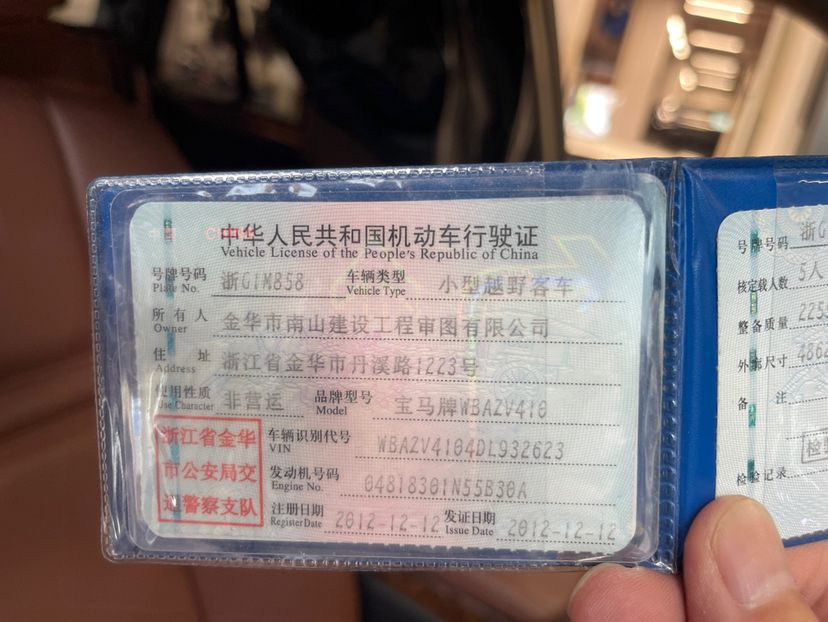 中华人民共和国机动车行驶证
Vehicle License of the People's Republic of China
号牌号码 浙G1M858 车辆类型 小型越野客车
Plate No. Vehicle Type
所有人 金华市南山建设工程审图有限公司
Owner
住址 浙江省金华市丹溪路1223号
Address
使用性质 非营运 品牌型号 宝马牌WBAZV410
Use Character Model
浙江省金华
市公安局交
通警察支队
车辆识别代号 WBAZV4104DL932623
VIN
发动机号码 04818301N55B30A
Engine No.
注册日期 2012-12-12 发证日期 2012-12-12
Register Date Issue Date
号牌号码 浙G
核定载人数 5人
整备质量 225
外廓尺寸 486
备注
检验记录